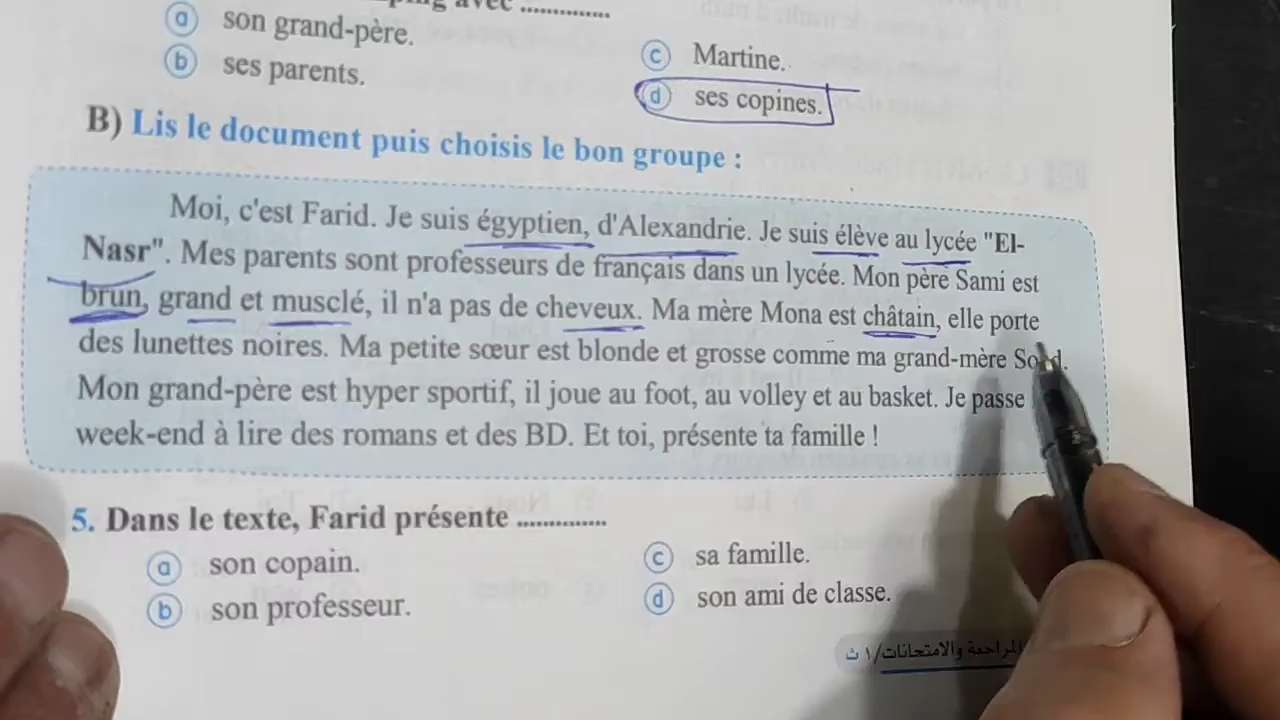 avec ..............
ⓐ son grand-père.
ⓒ Martine.
ⓑ ses parents.
ⓓ ses copines.
B) Lis le document puis choisis le bon groupe :
Moi, c'est Farid. Je suis égyptien, d'Alexandrie. Je suis élève au lycée "El-
Nasr". Mes parents sont professeurs de français dans un lycée. Mon père Sami est
brun, grand et musclé, il n'a pas de cheveux. Ma mère Mona est châtain, elle porte
des lunettes noires. Ma petite sœur est blonde et grosse comme ma grand-mère
Mon grand-père est hyper sportif, il joue au foot, au volley et au basket. Je passe
week-end à lire des romans et des BD. Et toi, présente ta famille !
5. Dans le texte, Farid présente ..............
ⓐ son copain.
ⓒ sa famille.
ⓑ son professeur.
ⓓ son ami de classe.
المراجعة والامتحانات/١ ث